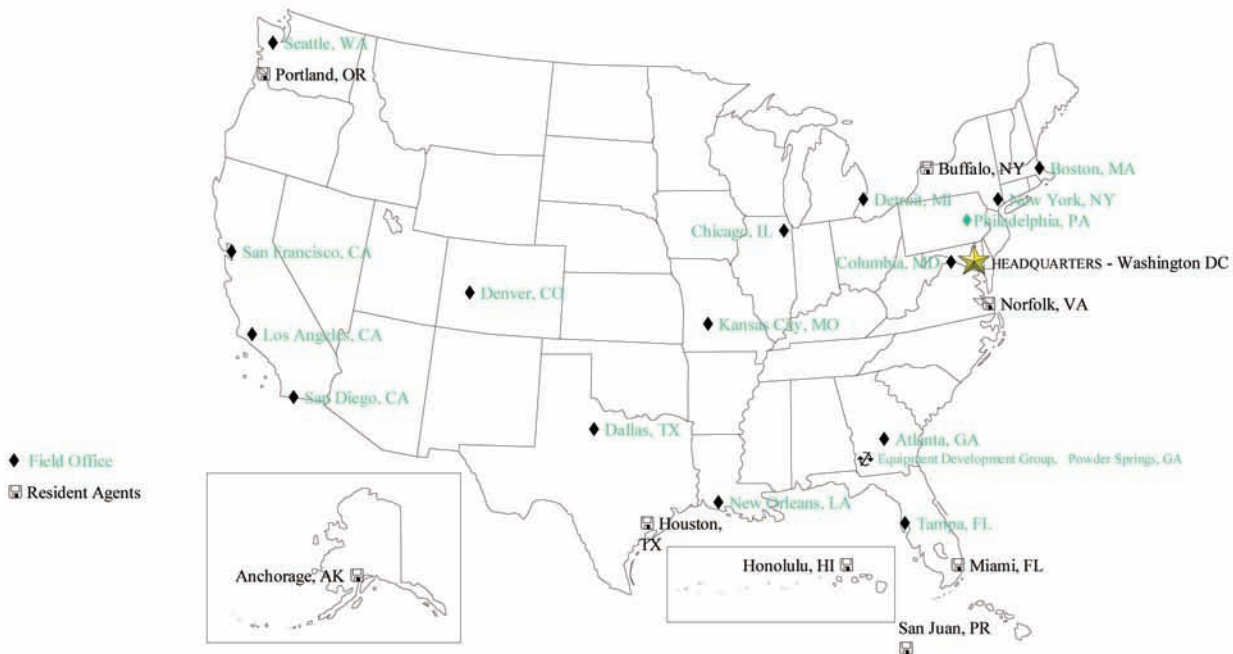 Seattle, WA
Portland, OR
Buffalo, NY
Boston, MA
Detroit, MI
New York, NY
Philadelphia, PA
Chicago, IL
San Francisco, CA
Columbia, MD
HEADQUARTERS - Washington DC
Denver, CO
Norfolk, VA
Kansas City, MO
Los Angeles, CA
San Diego, CA
Dallas, TX
Atlanta, GA
Field Office
Equipment Development Group, Powder Springs, GA
Resident Agents
New Orleans, LA
Houston,
TX
Tampa, FL
Anchorage, AK
Honolulu, HI
Miami, FL
San Juan, PR